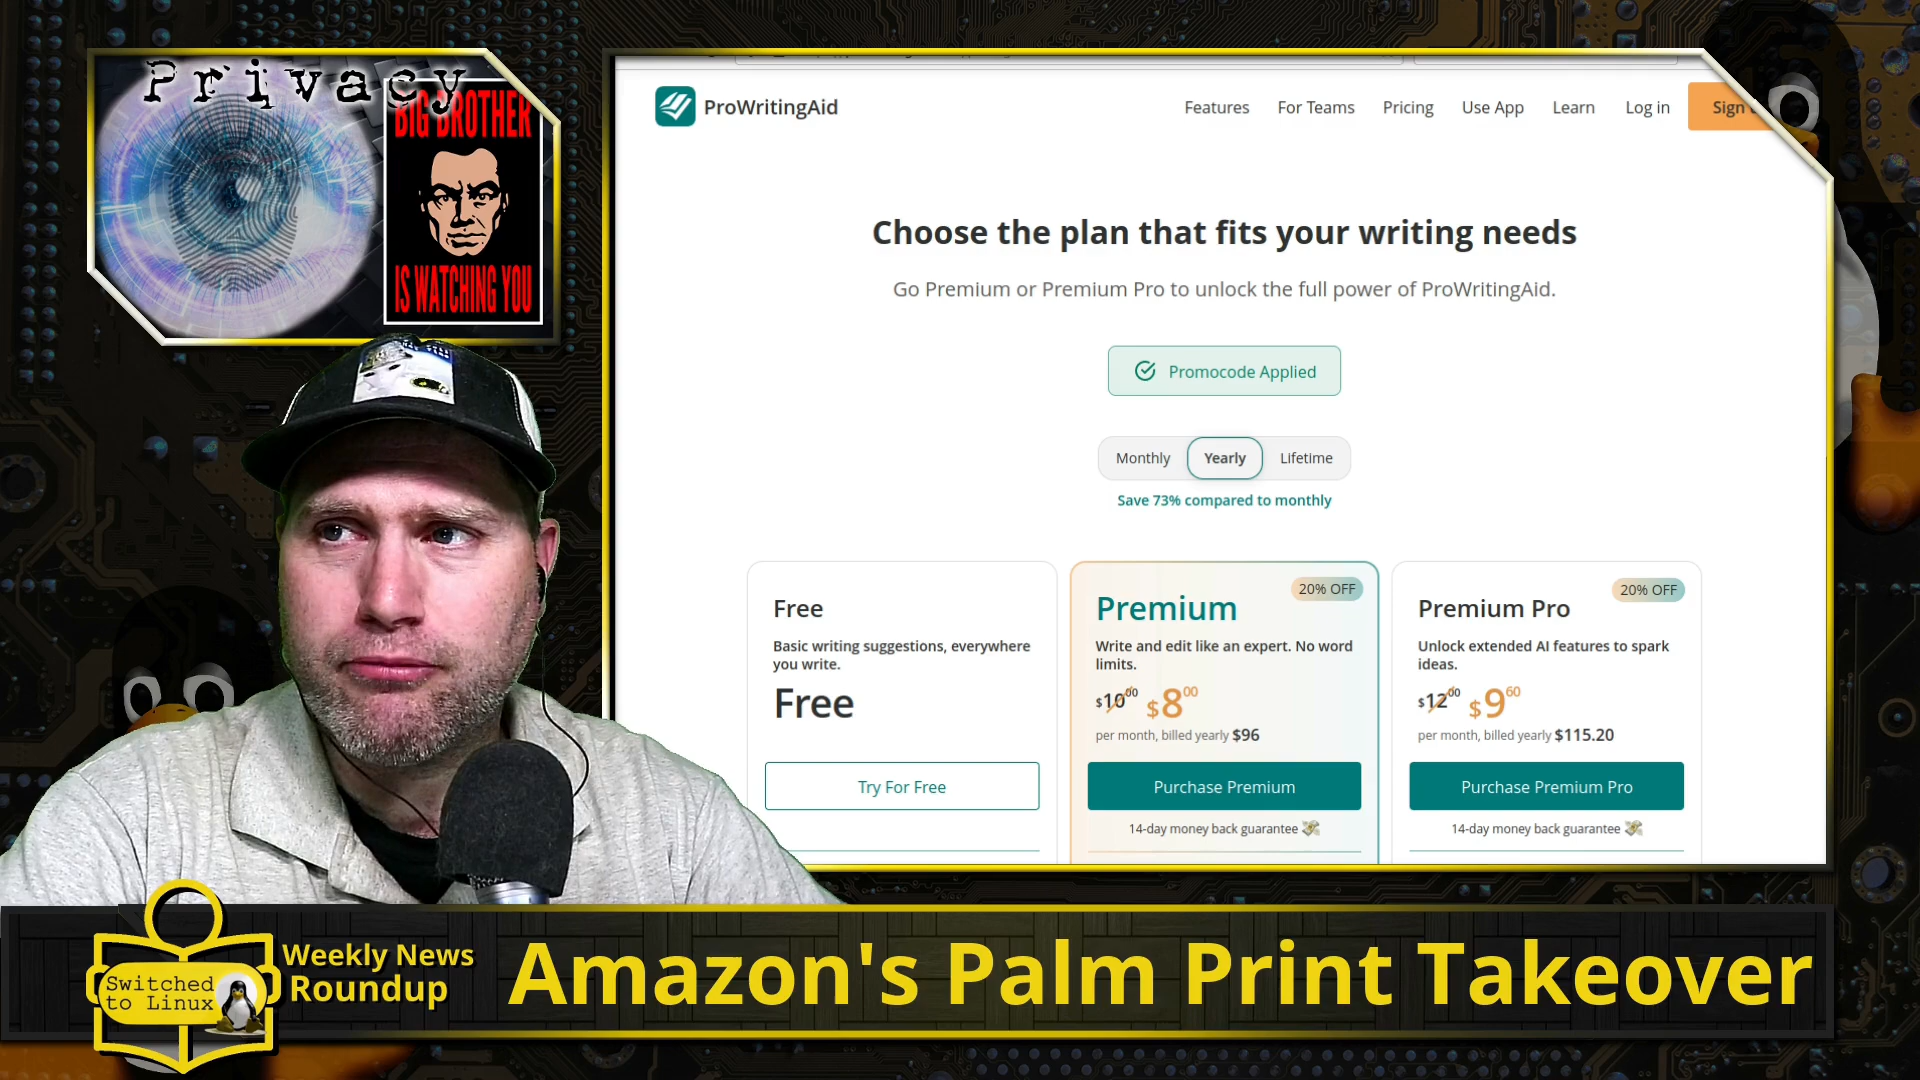 Privacy
BIG BROTHER
IS WATCHING YOU
ProWritingAid
Features
For Teams
Pricing
Use App
Learn
Log in
Sign
Choose the plan that fits your writing needs
Go Premium or Premium Pro to unlock the full power of ProWritingAid.
Promocode Applied
Monthly
Yearly
Lifetime
Save 73% compared to monthly
Free
Basic writing suggestions, everywhere
you write.
Free
Try For Free
20% OFF
Premium
Write and edit like an expert. No word
limits.
$10.00 $8.00
per month, billed yearly $96
Purchase Premium
14-day money back guarantee 💸
20% OFF
Premium Pro
Unlock extended AI features to spark
ideas.
$12.00 $9.60
per month, billed yearly $115.20
Purchase Premium Pro
14-day money back guarantee 💸
Switched
to Linux
Weekly News
Roundup
Amazon's Palm Print Takeover